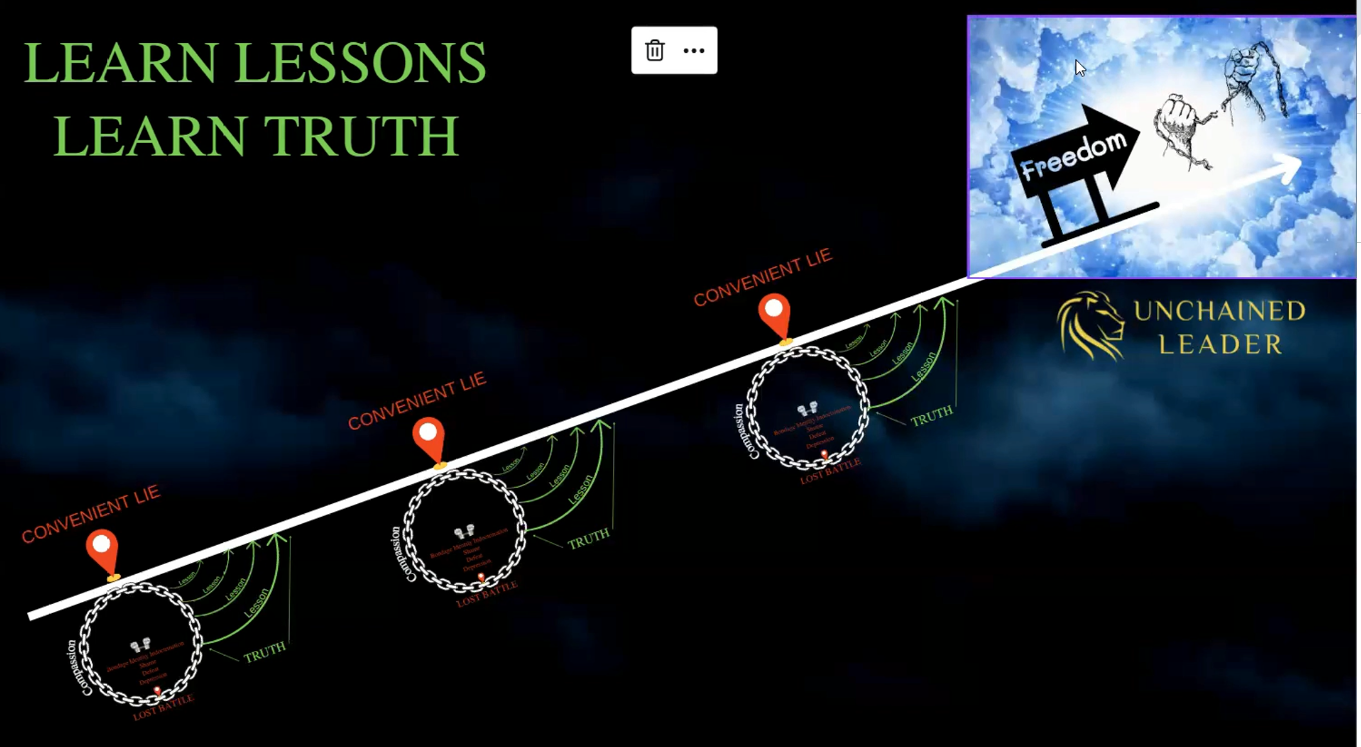 LEARN LESSONS
LEARN TRUTH
Freedom
UNCHAINED
LEADER
CONVENIENT LIE
Lesson
Lesson
Lesson
Lesson
Compassion
Shame
Defeat
Depression
LOST BATTLE
TRUTH
CONVENIENT LIE
Lesson
Lesson
Lesson
Lesson
Compassion
Shame
Defeat
Depression
LOST BATTLE
TRUTH
CONVENIENT LIE
Lesson
Lesson
Lesson
Lesson
Compassion
Shame
Defeat
Depression
LOST BATTLE
TRUTH